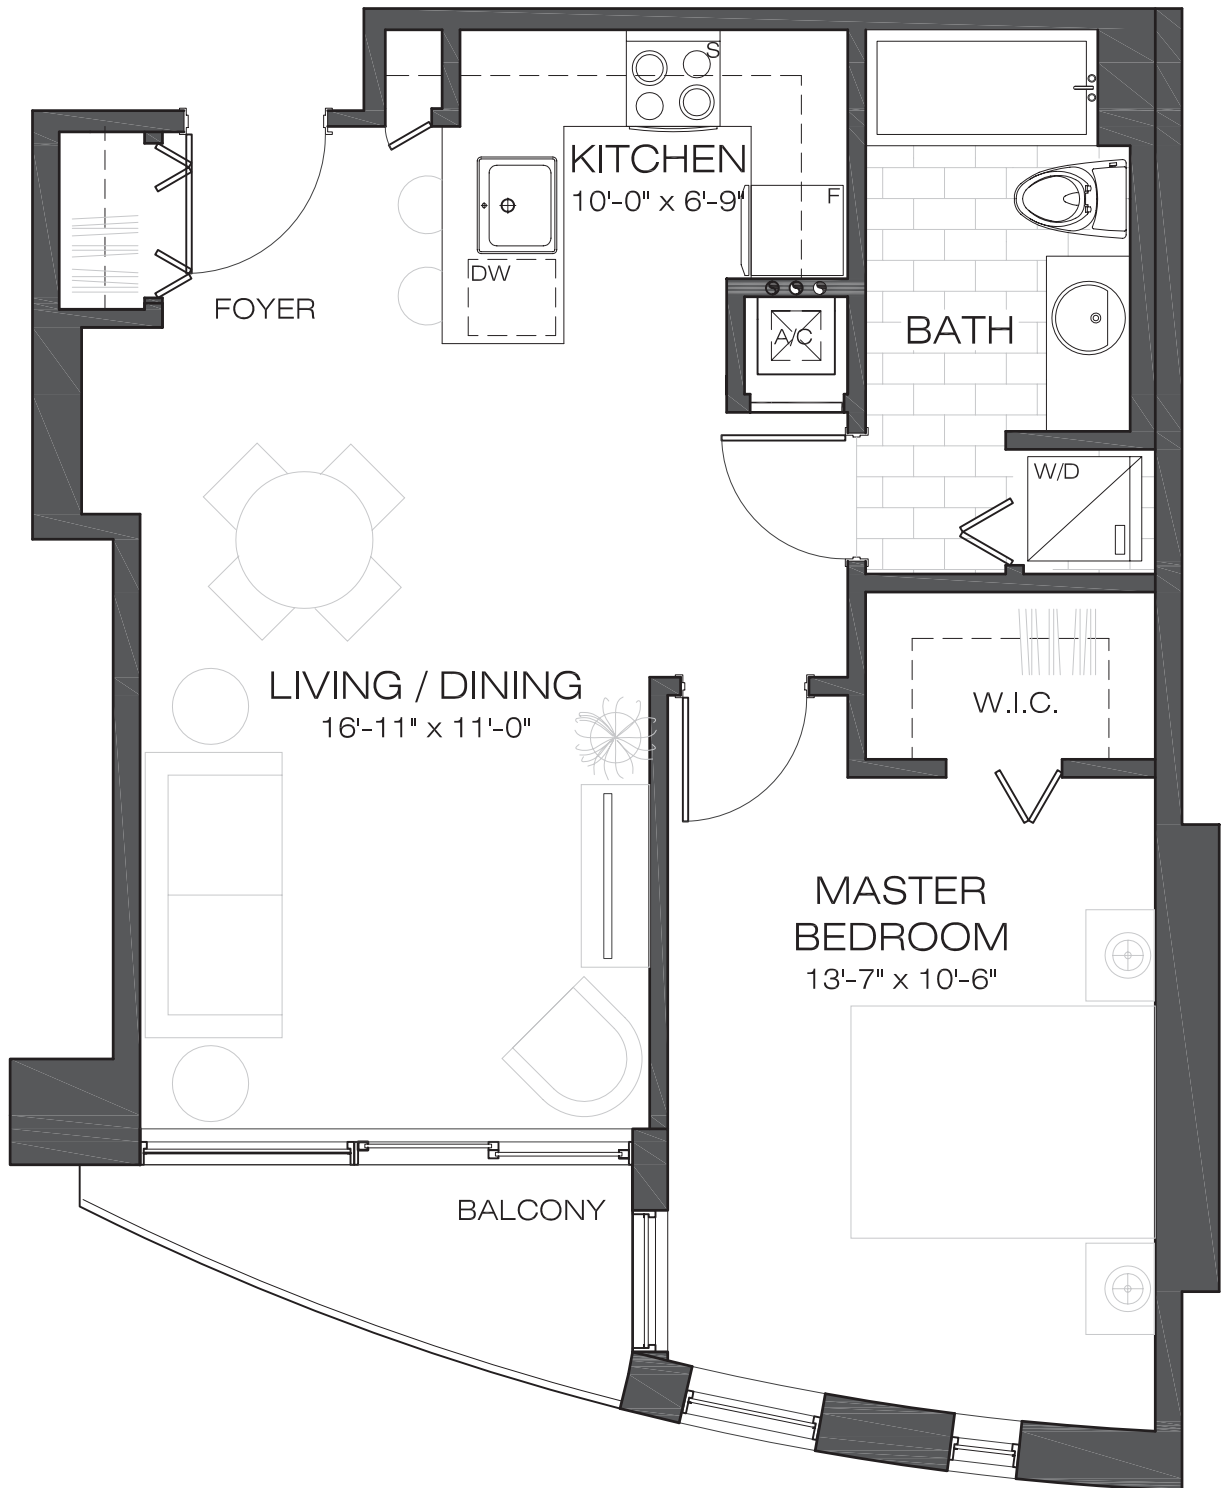 S
KITCHEN
10'-0" x 6'-9"
F
DW
FOYER
A/C
BATH
W/D
LIVING / DINING
16'-11" x 11'-0"
W.I.C.
MASTER
BEDROOM
13'-7" x 10'-6"
BALCONY